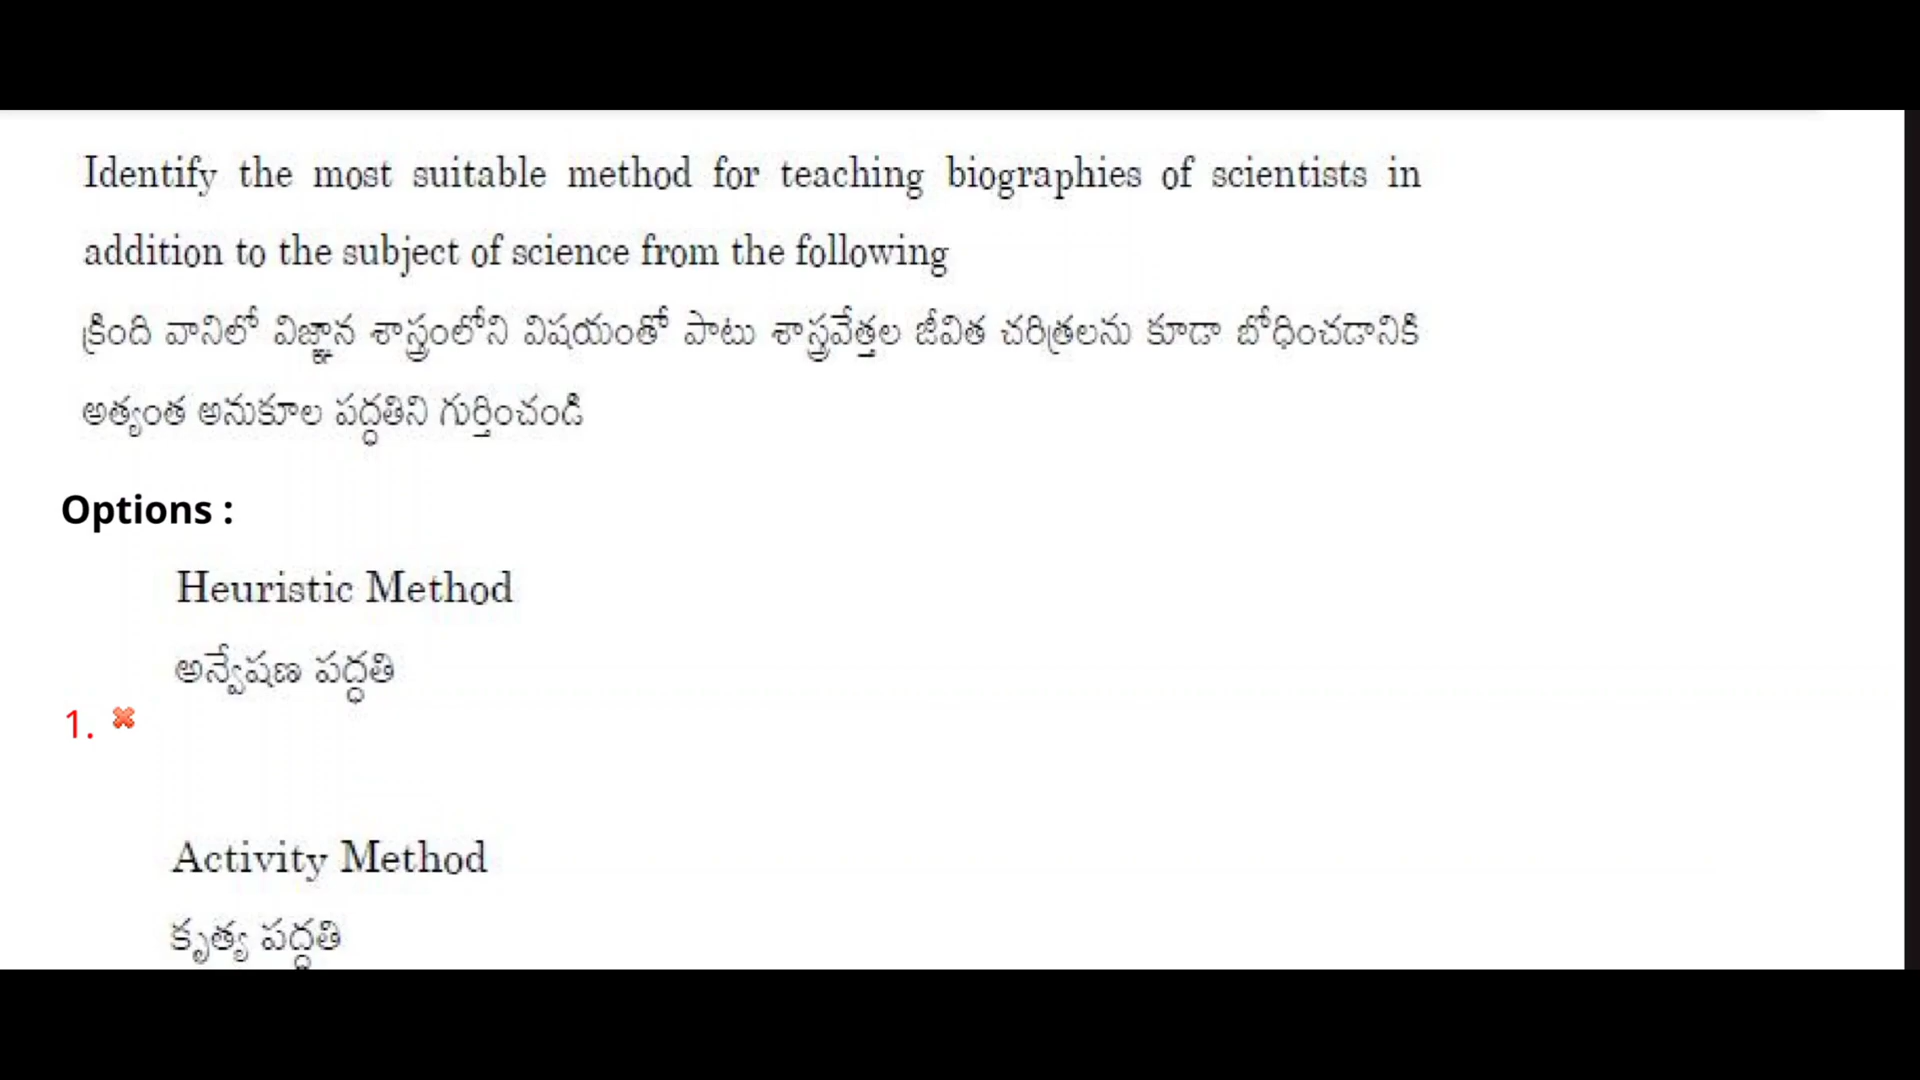 Identify the most suitable method for teaching biographies of scientists in
addition to the subject of science from the following
క్రింది వానిలో విజ్ఞాన శాస్త్రంలోని విషయంతో పాటు శాస్త్రవేత్తల జీవిత చరిత్రలను కూడా బోధించడానికి
అత్యంత అనుకూల పద్ధతిని గుర్తించండి
Options :
Heuristic Method
అన్వేషణ పద్ధతి
1. ✖
Activity Method
కృత్య పద్ధతి